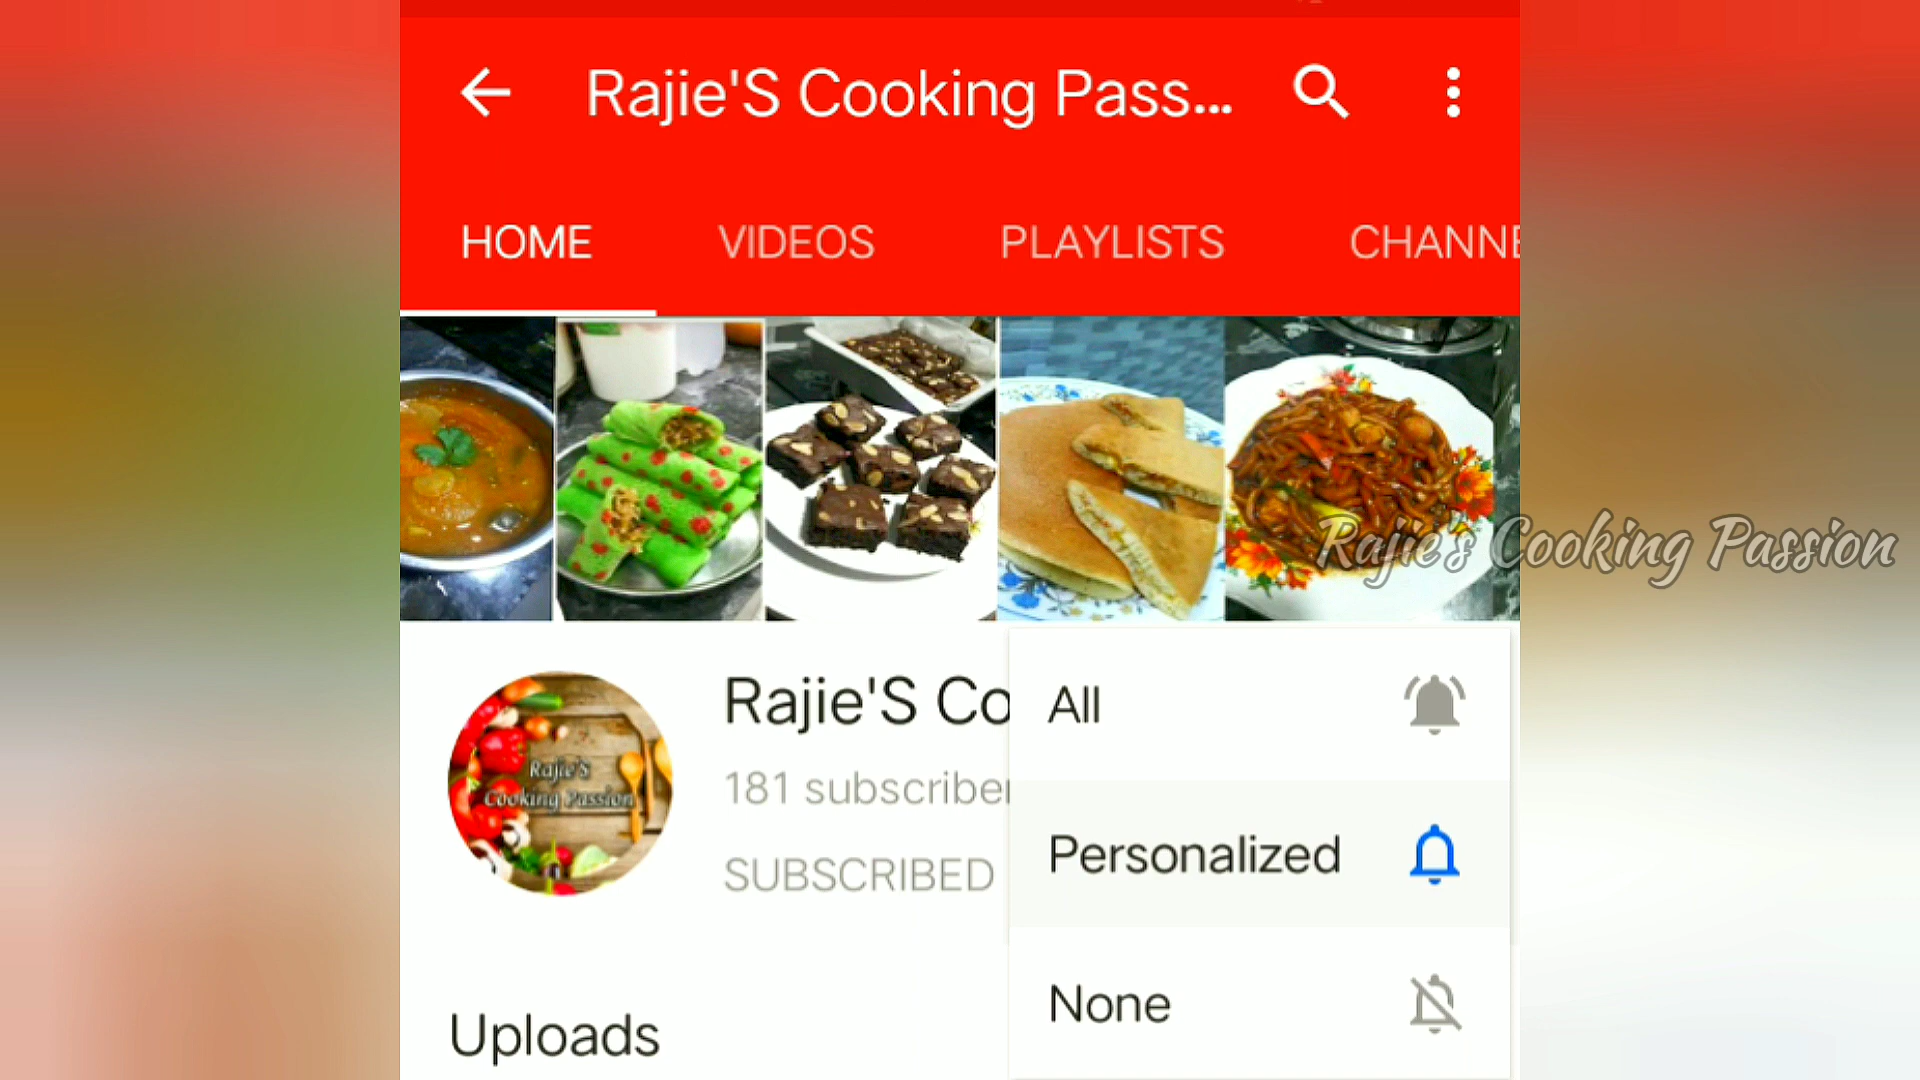 Rajie'S Cooking Pass...
HOME VIDEOS PLAYLISTS CHANNE
Rajie's Cooking Passion
Rajie'S Co
181 subscriber
SUBSCRIBED
Rajie'S
Cooking Passion
All
Personalized
None
Uploads